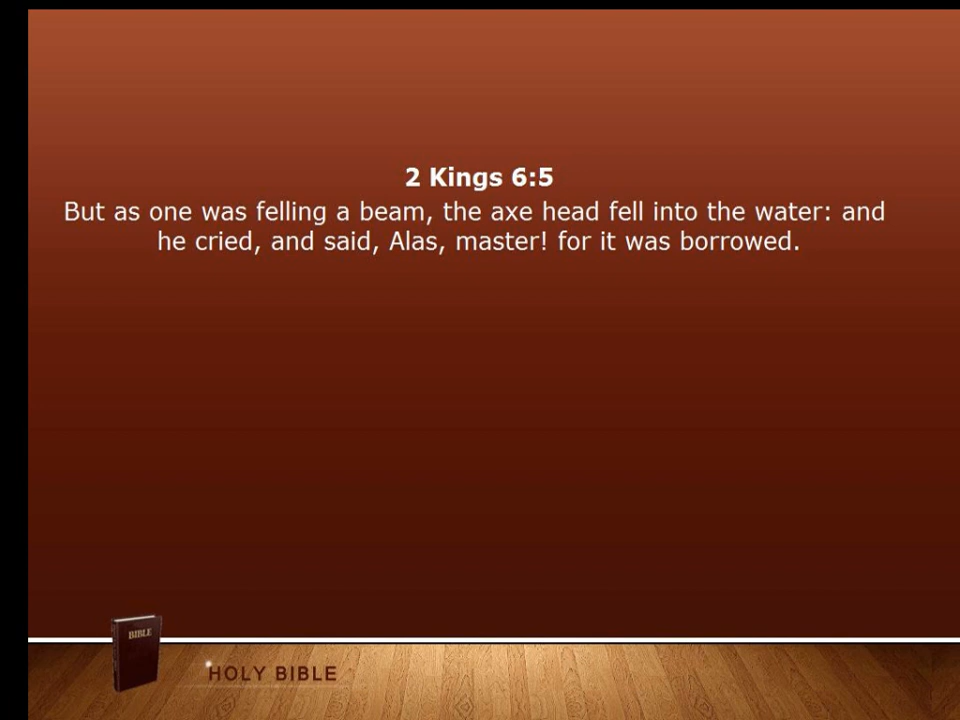 2 Kings 6:5
But as one was felling a beam, the axe head fell into the water: and
he cried, and said, Alas, master! for it was borrowed.
BIBLE
HOLY BIBLE